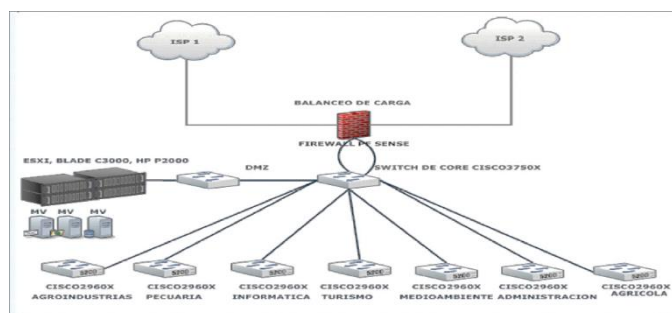 ISP 1
ISP 2
BALANCEO DE CARGA
FIREWALL PF SENSE
ESXI, BLADE C3000, HP P2000
DMZ
SWITCH DE CORE CISCO3750X
MV MV MV
CISCO2960X CISCO2960X CISCO2960X CISCO2960X CISCO2960X CISCO2960X CISCO2960X
AGROINDUSTRIAS PECUARIA INFORMATICA TURISMO MEDIOAMBIENTE ADMINISTRACION AGRICOLA